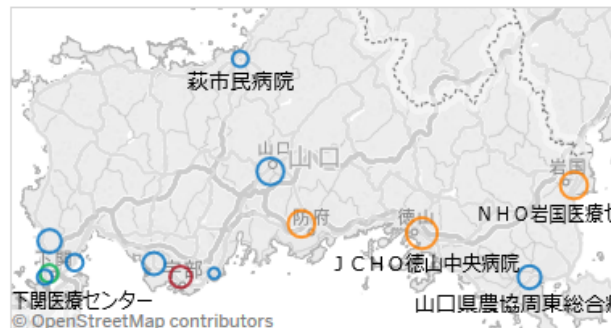 萩市民病院
山口
山口
岩国
NHO岩国医療セ
防府
徳山
JCHO徳山中央病院
下関
宇部
下関医療センター
山口県農協周東総合病
© OpenStreetMap contributors